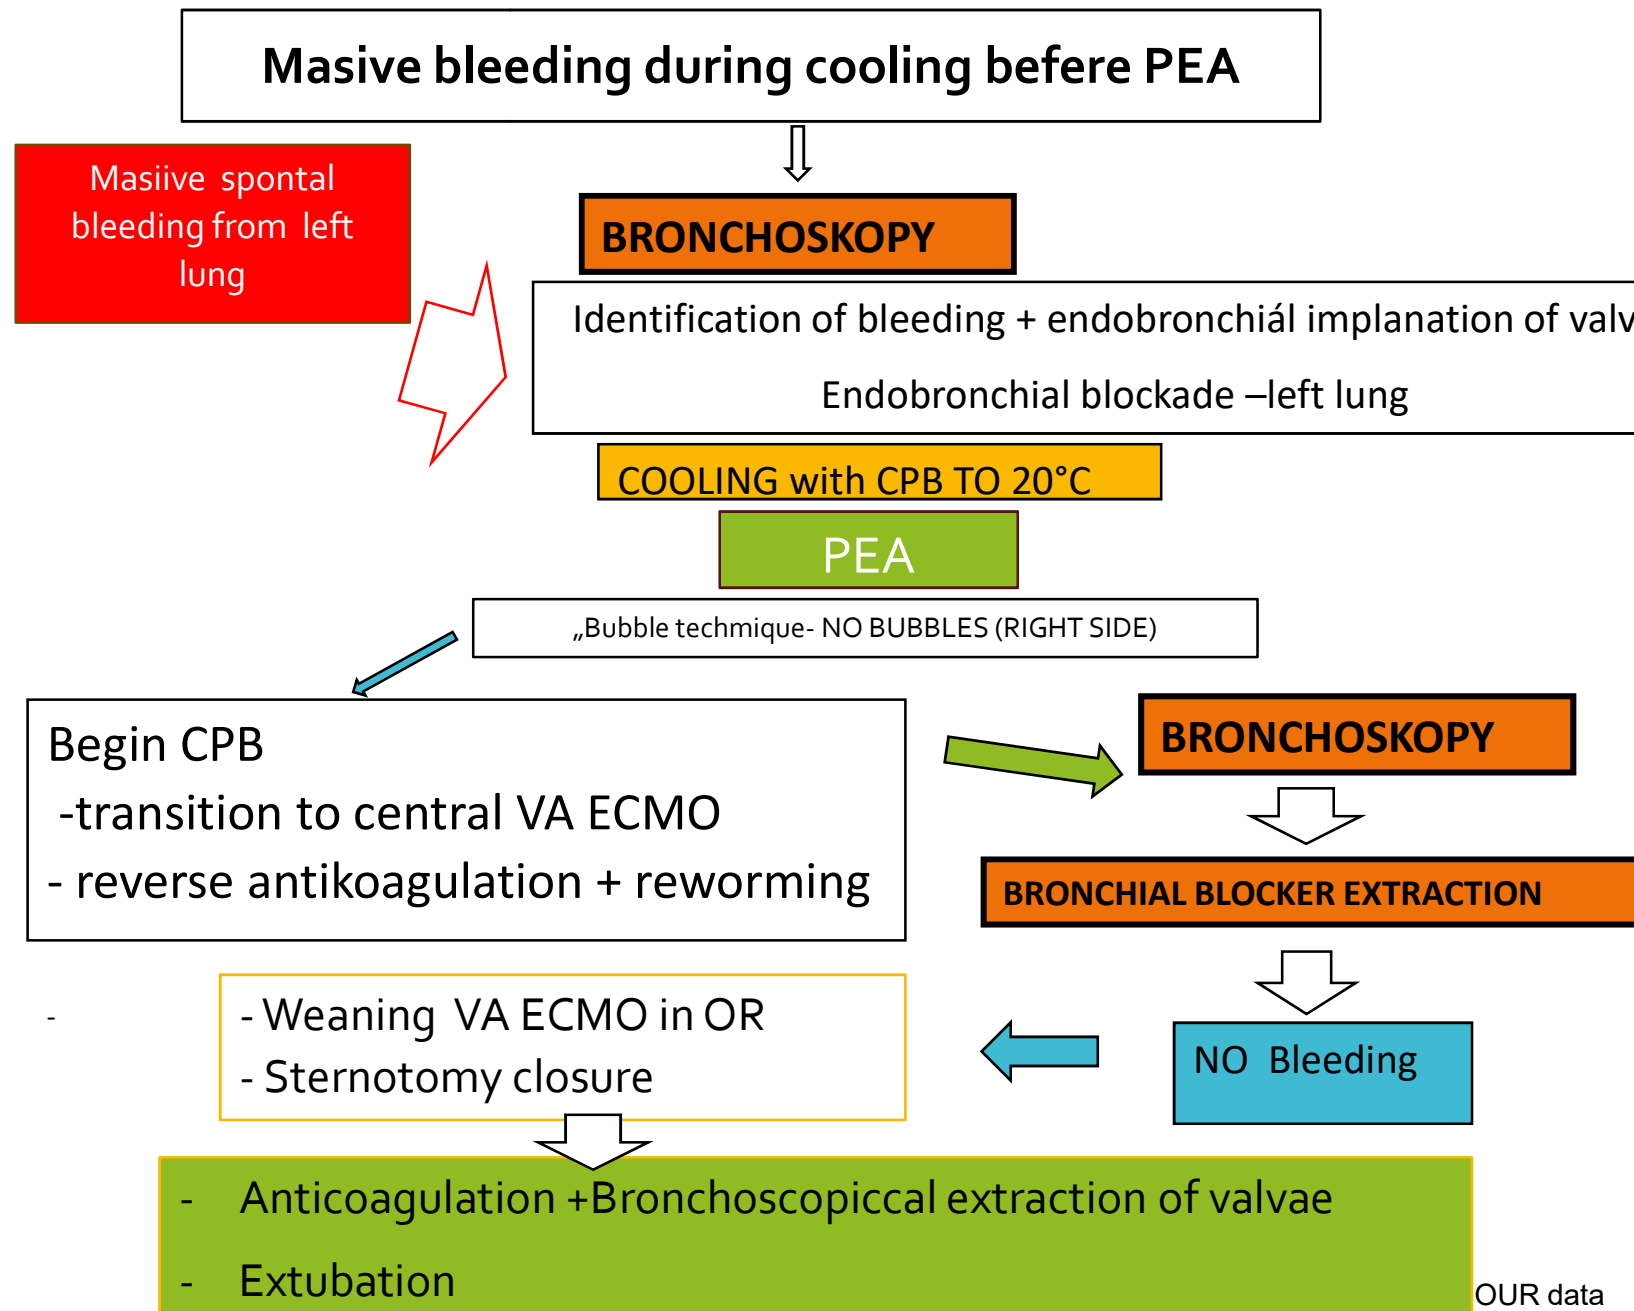 Masive bleeding during cooling befere PEA
Masiive spontal
bleeding from left
lung
BRONCHOSKOPY
Identification of bleeding + endobronchiál implanation of valv
Endobronchial blockade –left lung
COOLING with CPB TO 20°C
PEA
„Bubble techmique- NO BUBBLES (RIGHT SIDE)
Begin CPB
-transition to central VA ECMO
- reverse antikoagulation + reworming
BRONCHOSKOPY
BRONCHIAL BLOCKER EXTRACTION
NO Bleeding
-
- Weaning VA ECMO in OR
- Sternotomy closure
- Anticoagulation +Bronchoscopiccal extraction of valvae
- Extubation
OUR data